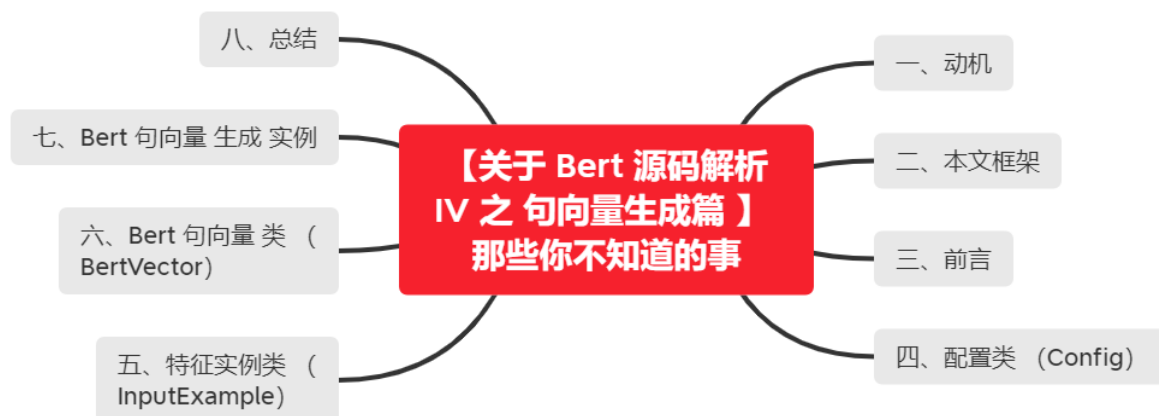 【关于 Bert 源码解析
IV 之 句向量生成篇 】
那些你不知道的事
一、动机
二、本文框架
三、前言
四、配置类 （Config）
五、特征实例类 （
InputExample）
六、Bert 句向量 类 （
BertVector）
七、Bert 句向量 生成 实例
八、总结